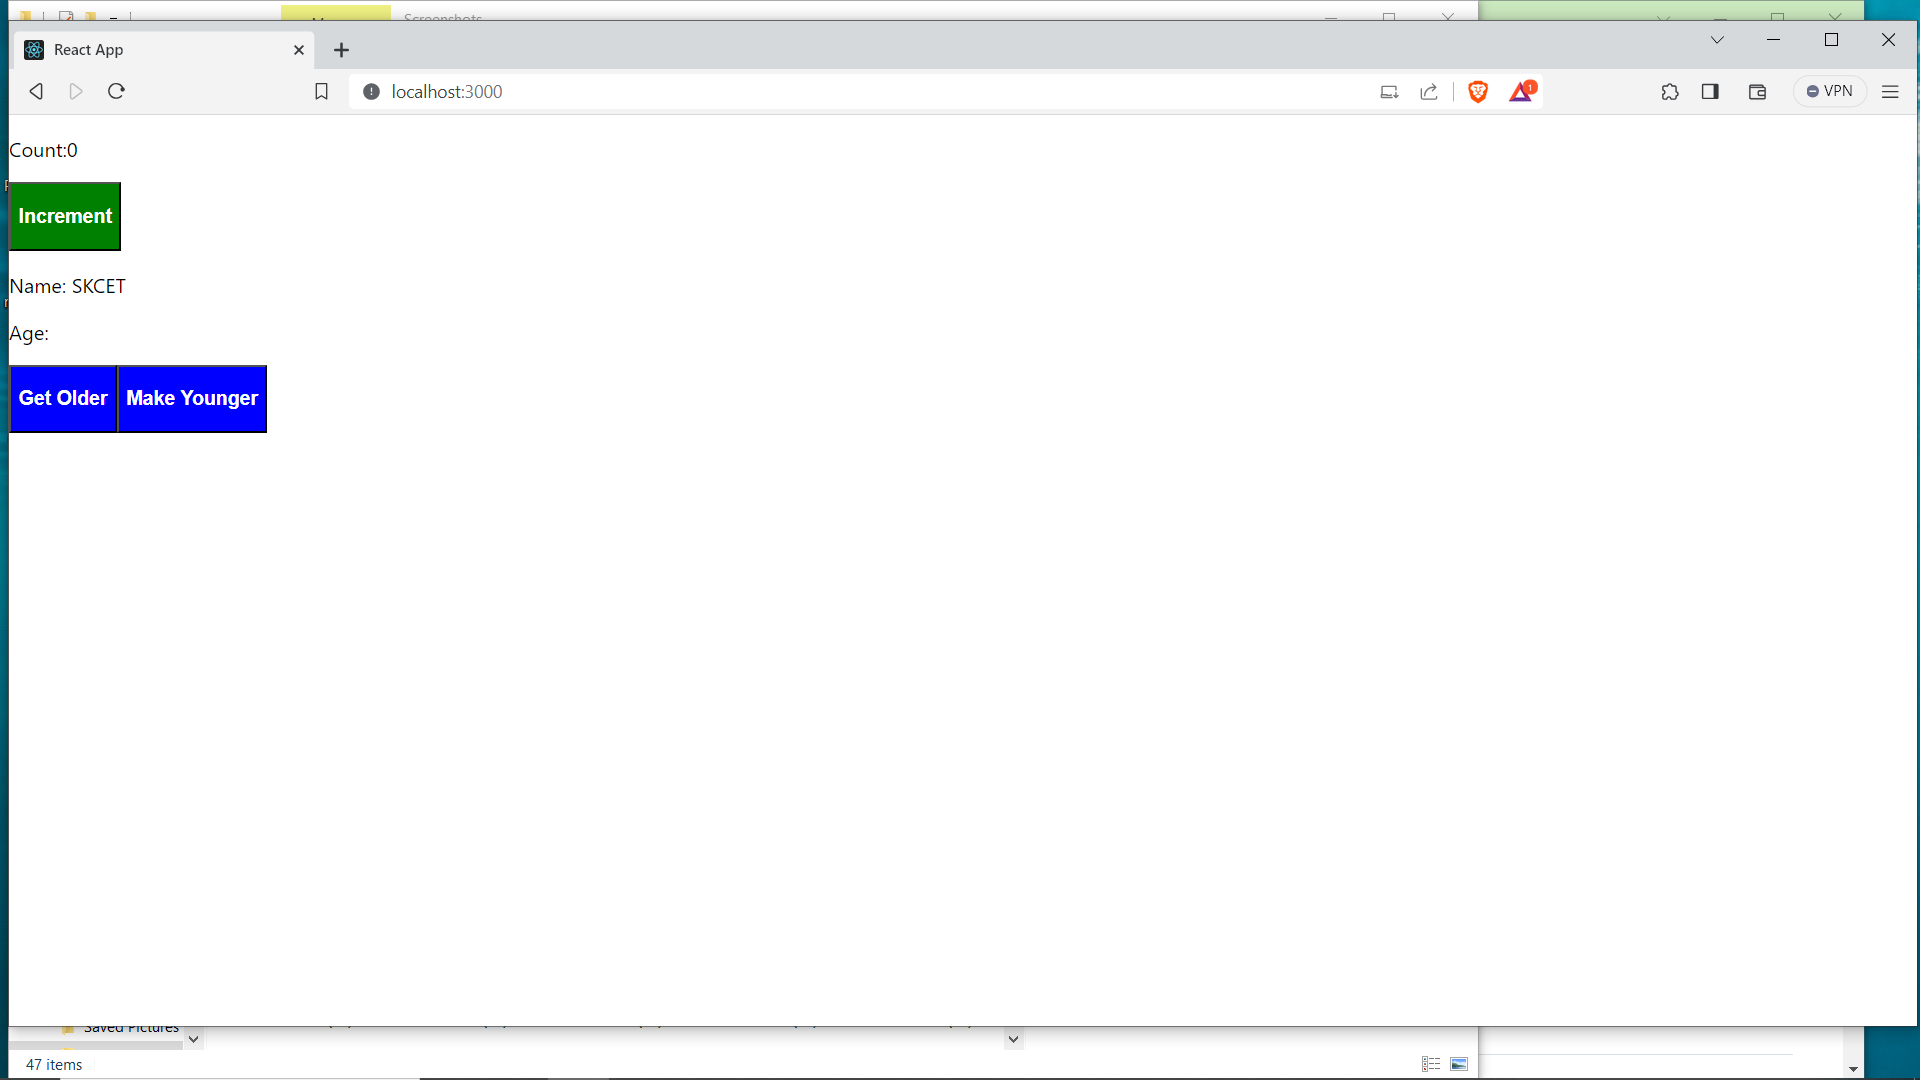 Screenshots
React App
localhost:3000
1
VPN
Count:0
Increment
Name: SKCET
Age:
Get Older Make Younger
Saved Pictures
47 items